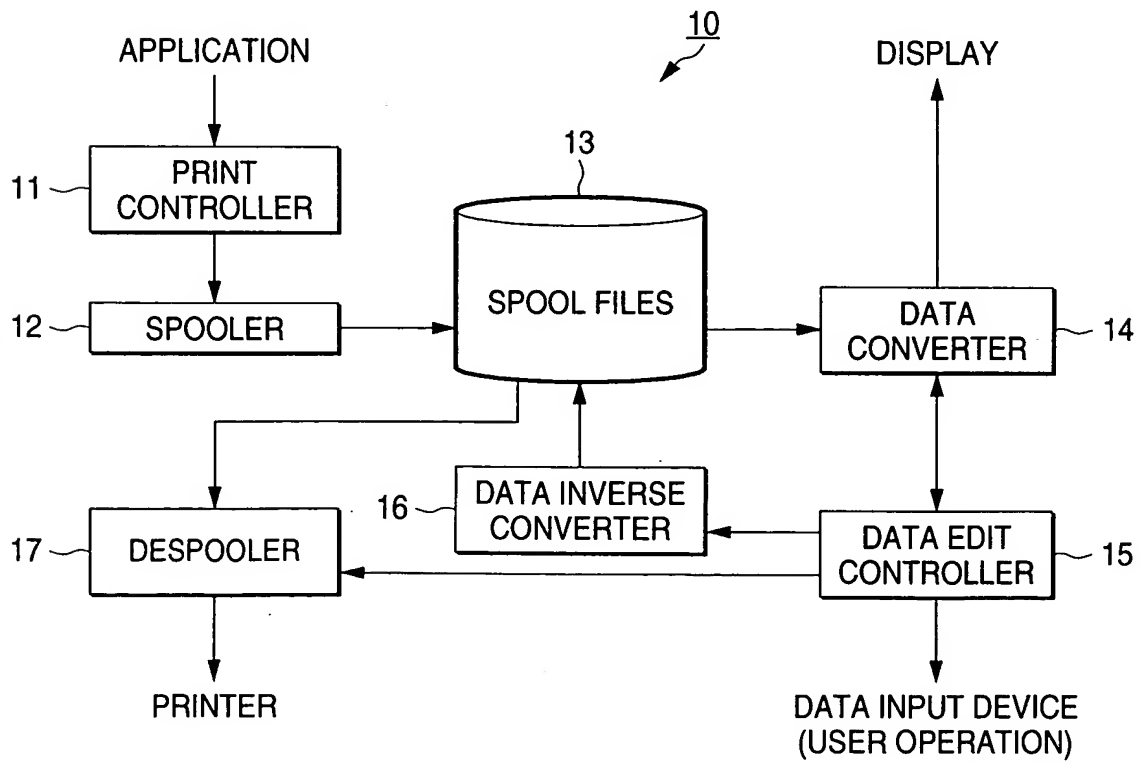 10
APPLICATION
DISPLAY
13
11
PRINT
CONTROLLER
SPOOL FILES
12
SPOOLER
DATA
CONVERTER
14
16
DATA INVERSE
CONVERTER
17
DESPOOLER
DATA EDIT
CONTROLLER
15
PRINTER
DATA INPUT DEVICE
(USER OPERATION)